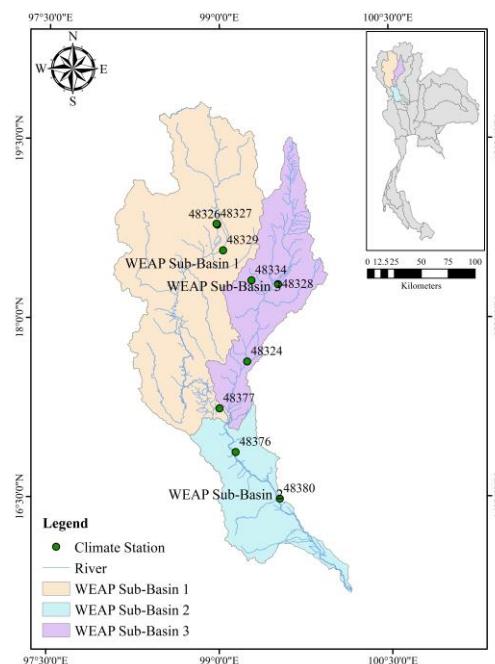 97°30'0"E 99°0'0"E 100°30'0"E
N
W E
S
19°30'0"N
48326 48327
48329
WEAP Sub-Basin 1
48334
WEAP Sub-Basin 3
48328
0 12.5 25 50 75 100
Kilometers
18°0'0"N
48324
48377
48376
WEAP Sub-Basin 2
48380
16°30'0"N
Legend
Climate Station
River
WEAP Sub-Basin 1
WEAP Sub-Basin 2
WEAP Sub-Basin 3
97°30'0"E 99°0'0"E 100°30'0"E